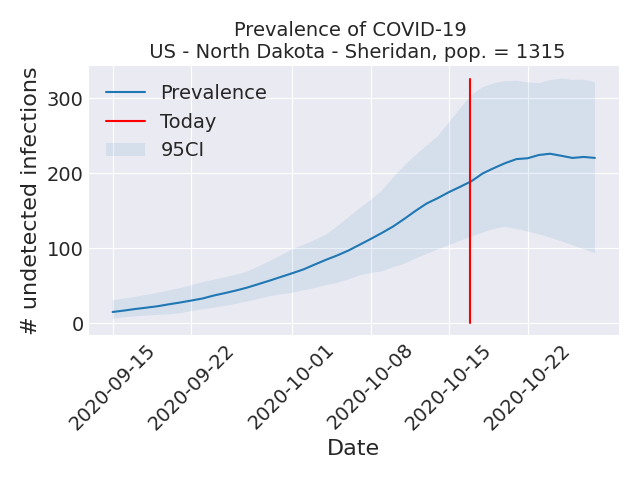 Prevalence of COVID-19
US - North Dakota - Sheridan, pop. = 1315
# undetected infections
300
200
100
0
Prevalence
Today
95CI
2020-09-15
2020-09-22
2020-10-01
2020-10-08
2020-10-15
2020-10-22
Date